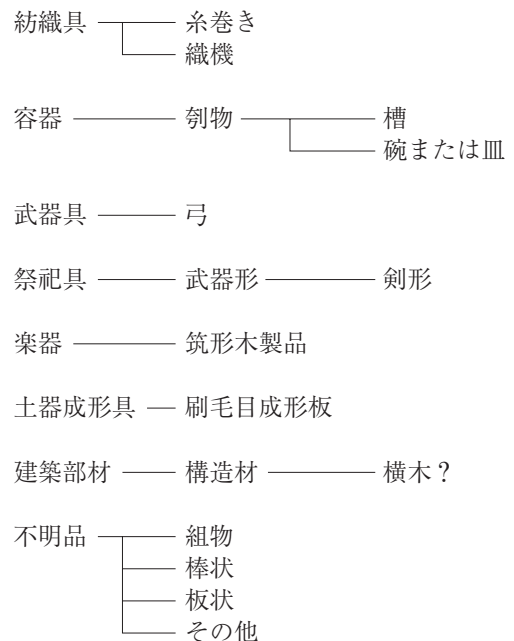 紡織具 糸巻き
織機
容器 刳物 槽
碗または皿
武器具 弓
祭祀具 武器形 剣形
楽器 筑形木製品
土器成形具 刷毛目成形板
建築部材 構造材 横木?
不明品 組物
棒状
板状
その他